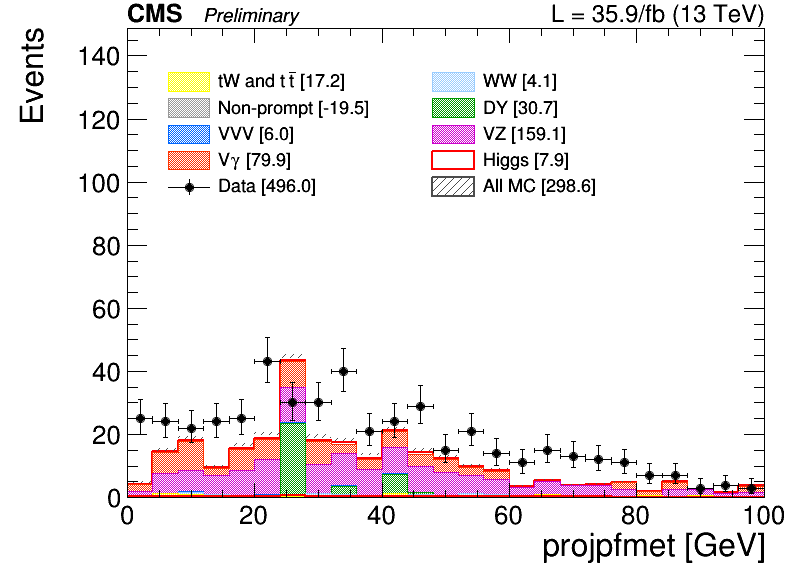 CMS Preliminary L = 35.9/fb (13 TeV)
Events
140
120
100
80
60
40
20
0
tW and t t̄ [17.2]
Non-prompt [-19.5]
VVV [6.0]
Vγ [79.9]
Data [496.0]
WW [4.1]
DY [30.7]
VZ [159.1]
Higgs [7.9]
All MC [298.6]
0 20 40 60 80 100
projpfmet [GeV]